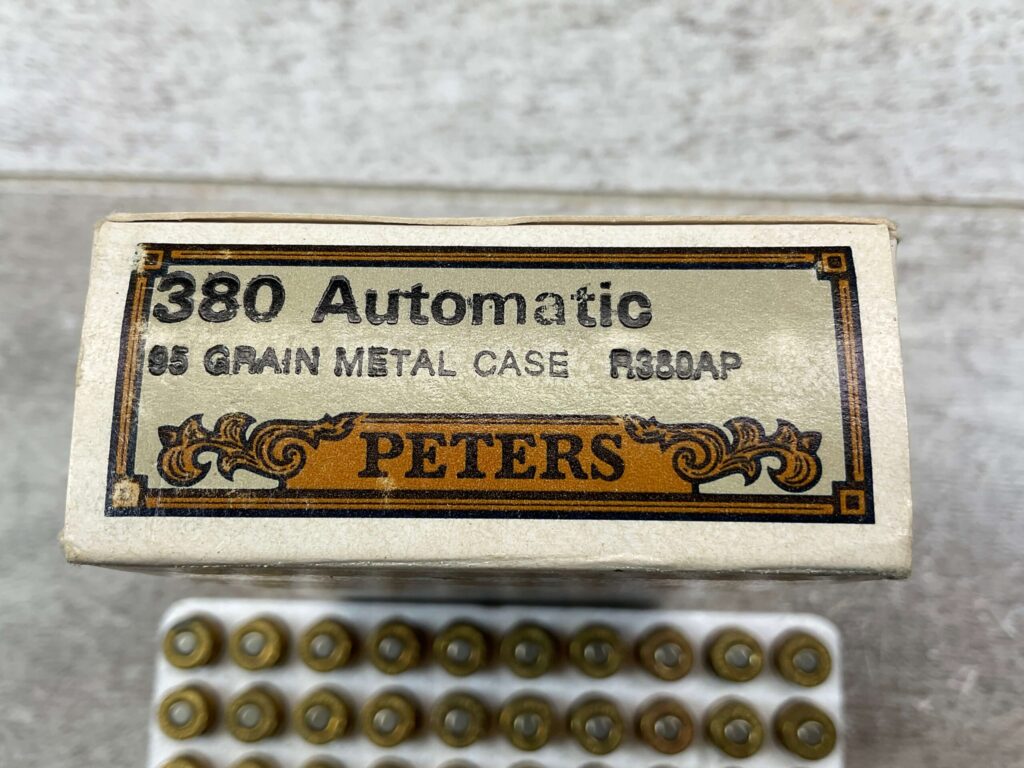 380 Automatic
95 GRAIN METAL CASE R380AP
PETERS